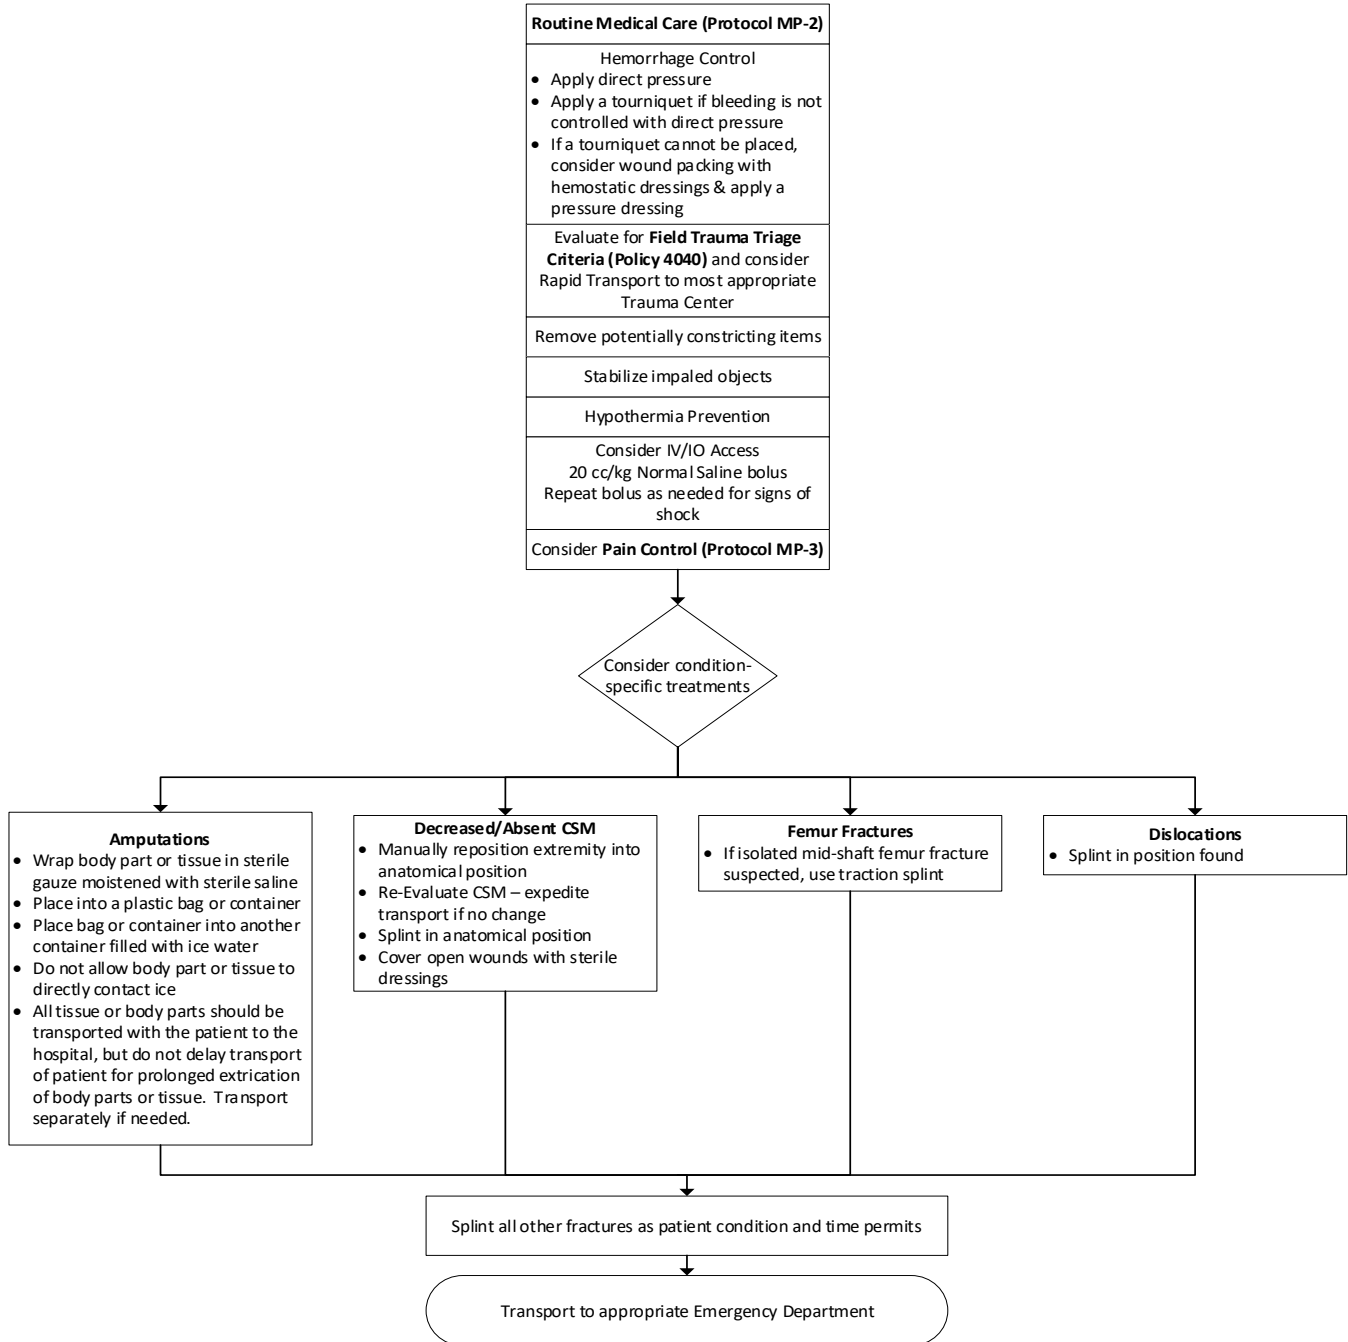 Routine Medical Care (Protocol MP-2)
Hemorrhage Control
• Apply direct pressure
• Apply a tourniquet if bleeding is not
controlled with direct pressure
• If a tourniquet cannot be placed,
consider wound packing with
hemostatic dressings & apply a
pressure dressing
Evaluate for Field Trauma Triage
Criteria (Policy 4040) and consider
Rapid Transport to most appropriate
Trauma Center
Remove potentially constricting items
Stabilize impaled objects
Hypothermia Prevention
Consider IV/IO Access
20 cc/kg Normal Saline bolus
Repeat bolus as needed for signs of
shock
Consider Pain Control (Protocol MP-3)
Consider condition-
specific treatments
Amputations
• Wrap body part or tissue in sterile
gauze moistened with sterile saline
• Place into a plastic bag or container
• Place bag or container into another
container filled with ice water
• Do not allow body part or tissue to
directly contact ice
• All tissue or body parts should be
transported with the patient to the
hospital, but do not delay transport
of patient for prolonged extrication
of body parts or tissue.  Transport
separately if needed.
Decreased/Absent CSM
• Manually reposition extremity into
anatomical position
• Re-Evaluate CSM – expedite
transport if no change
• Splint in anatomical position
• Cover open wounds with sterile
dressings
Femur Fractures
• If isolated mid-shaft femur fracture
suspected, use traction splint
Dislocations
• Splint in position found
Splint all other fractures as patient condition and time permits
Transport to appropriate Emergency Department